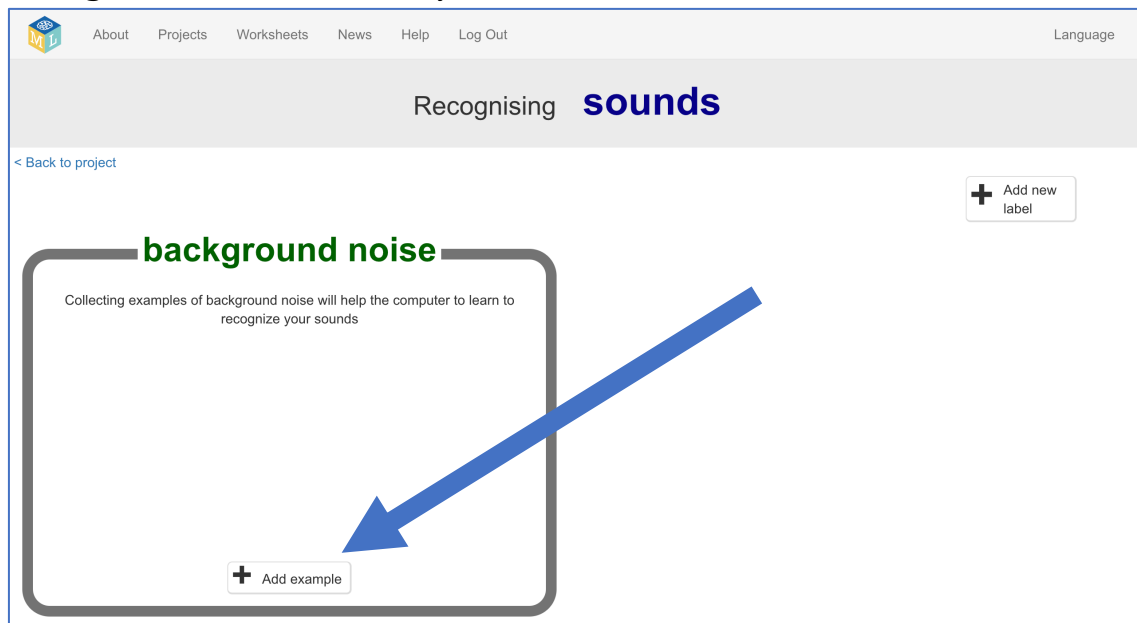 About Projects Worksheets News Help Log Out Language
Recognising sounds
< Back to project
+ Add new
label
background noise
Collecting examples of background noise will help the computer to learn to
recognize your sounds
+ Add example